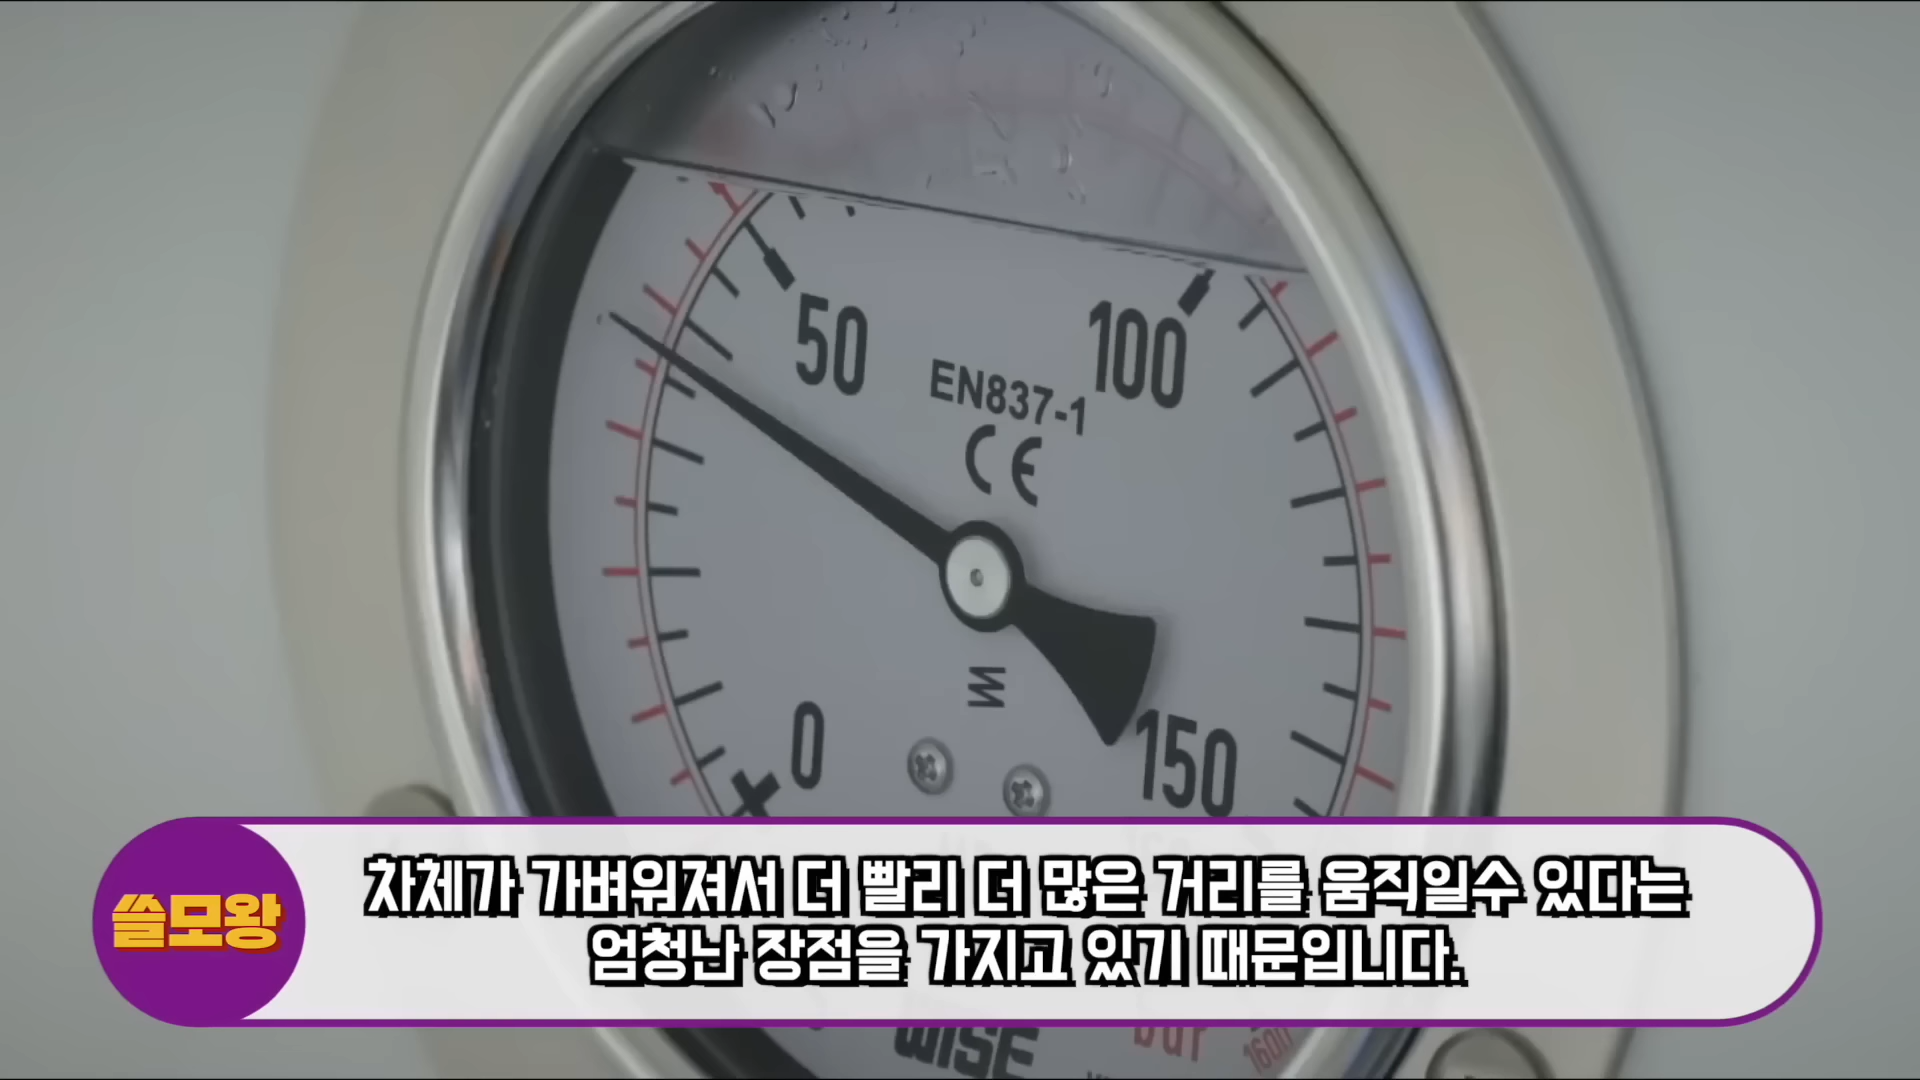 50
100
EN837-1
CE
0
150
쓸모왕
차체가 가벼워져서 더 빨리 더 많은 거리를 움직일수 있다는
엄청난 장점을 가지고 있기 때문입니다.
WISE
bar
1600